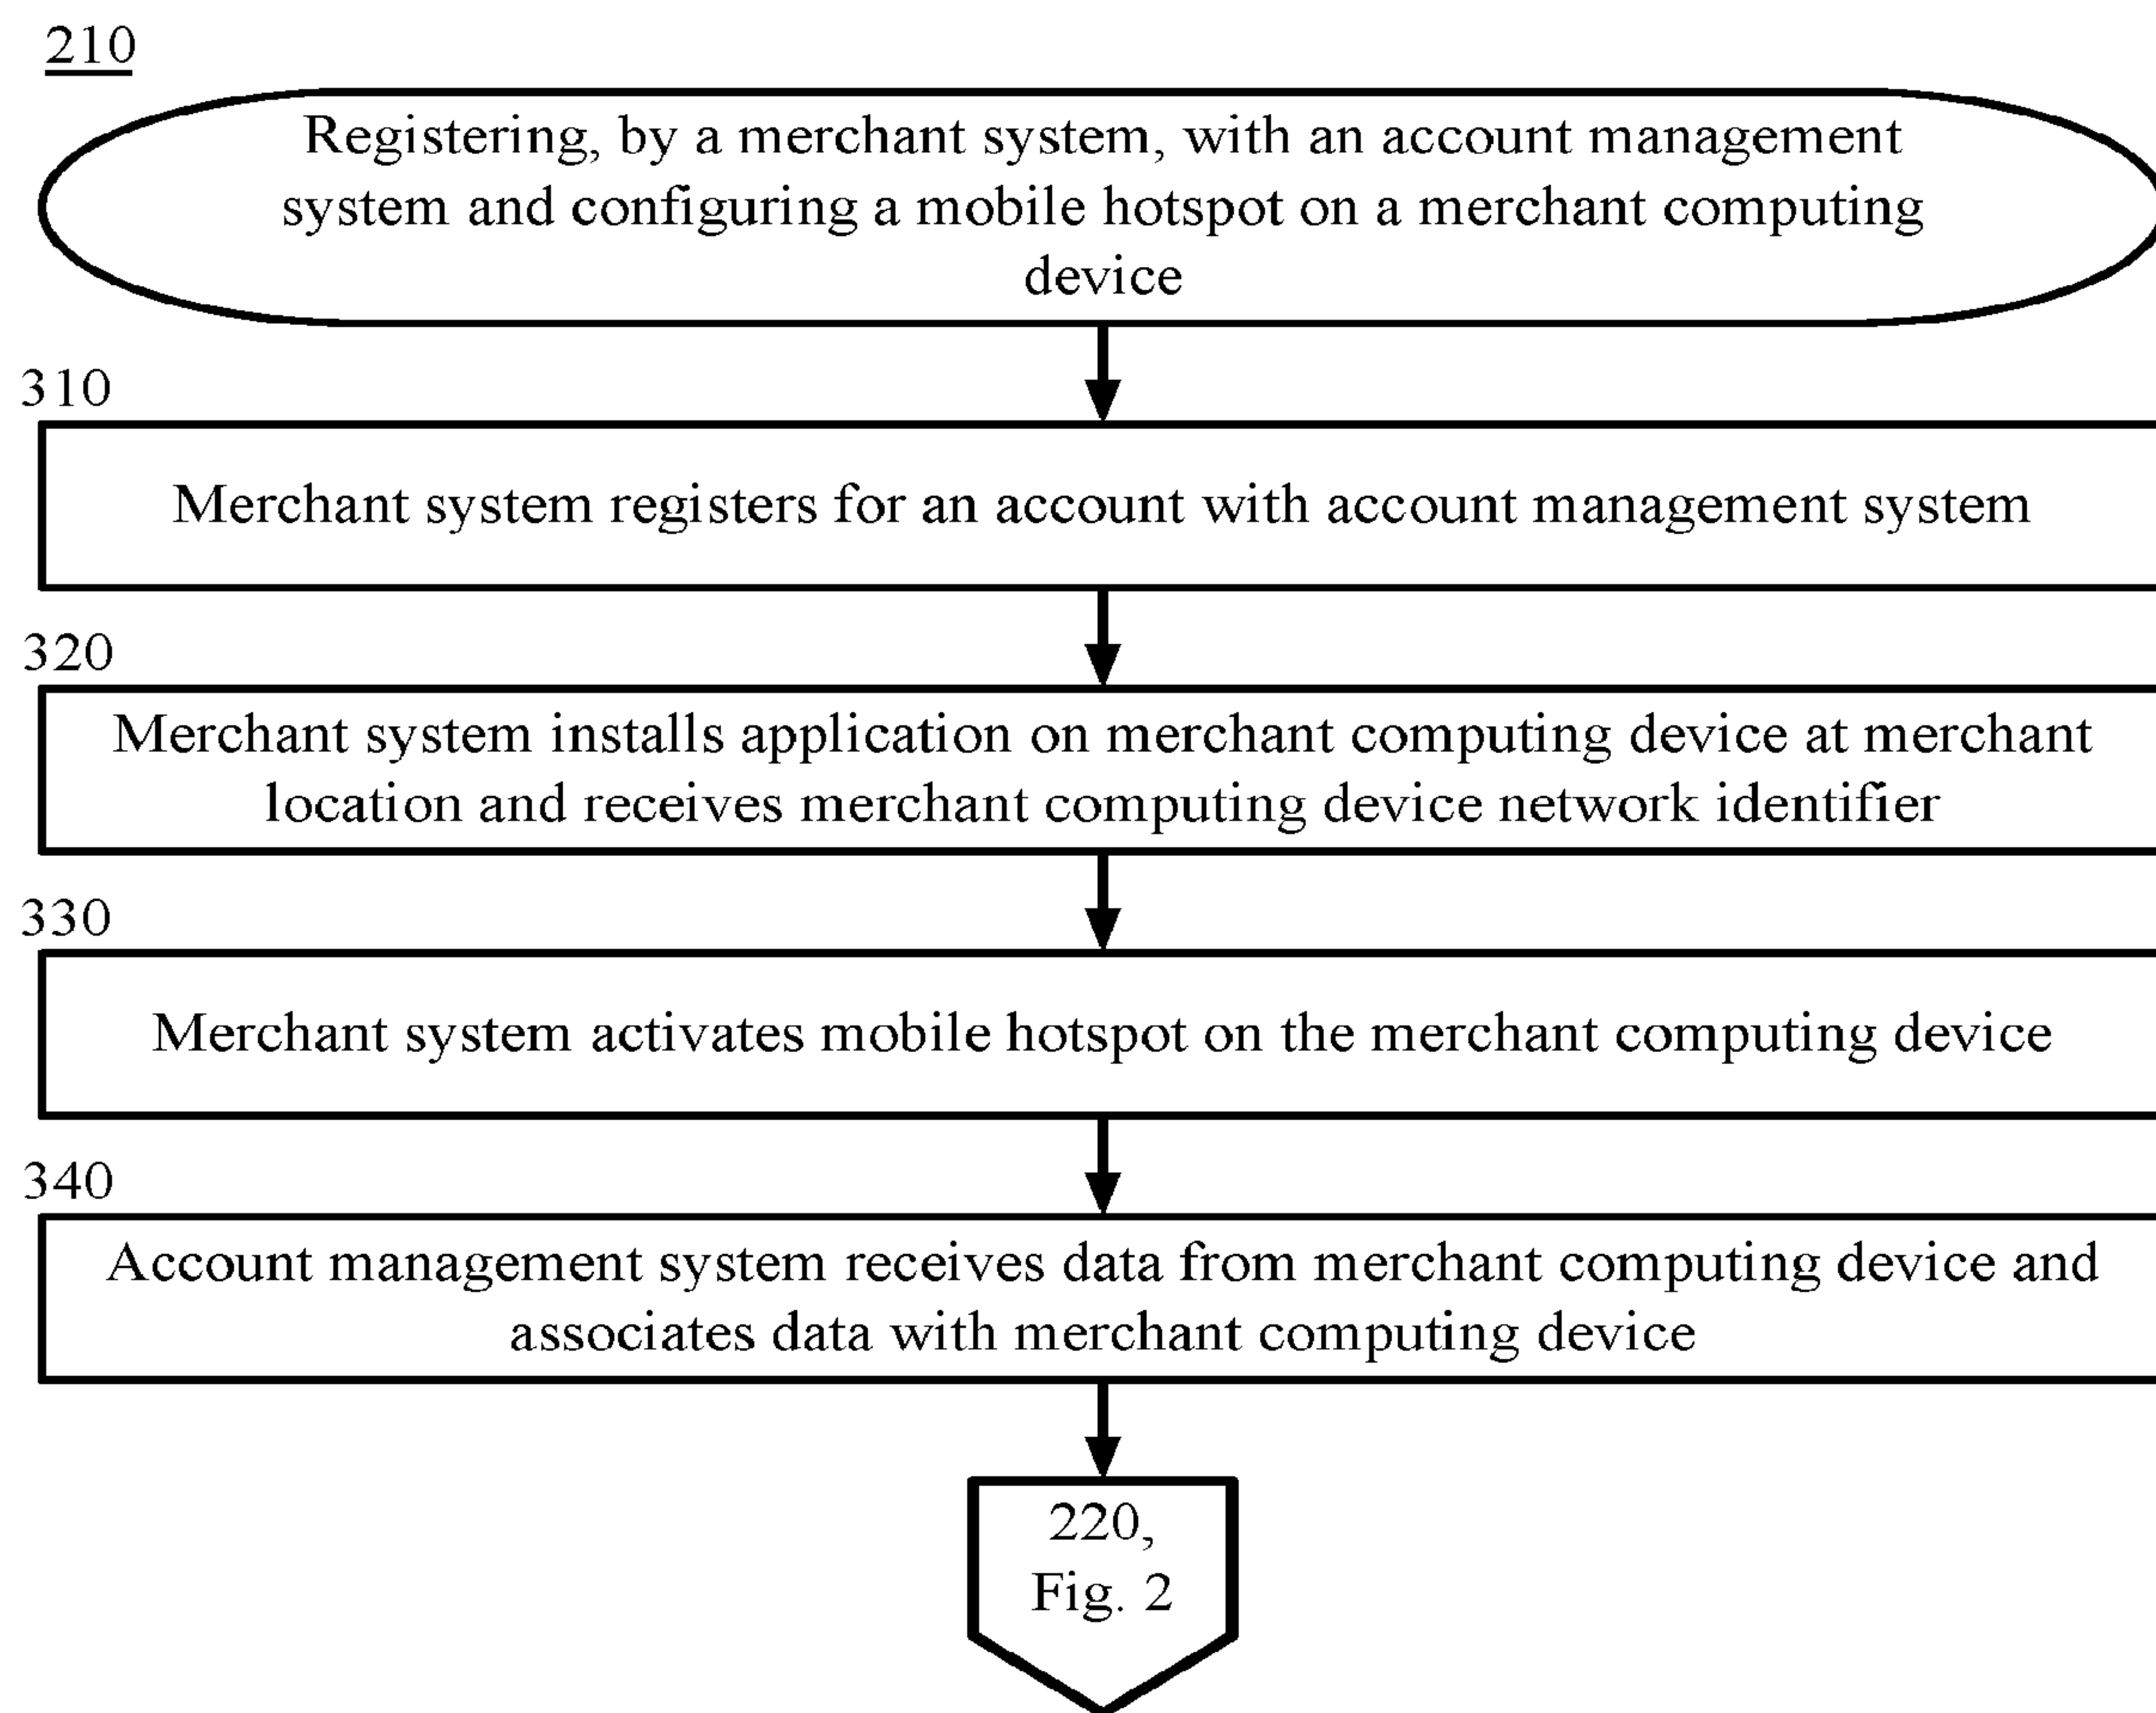 210
Registering, by a merchant system, with an account management
system and configuring a mobile hotspot on a merchant computing
device
310
Merchant system registers for an account with account management system
320
Merchant system installs application on merchant computing device at merchant
location and receives merchant computing device network identifier
330
Merchant system activates mobile hotspot on the merchant computing device
340
Account management system receives data from merchant computing device and
associates data with merchant computing device
220,
Fig. 2